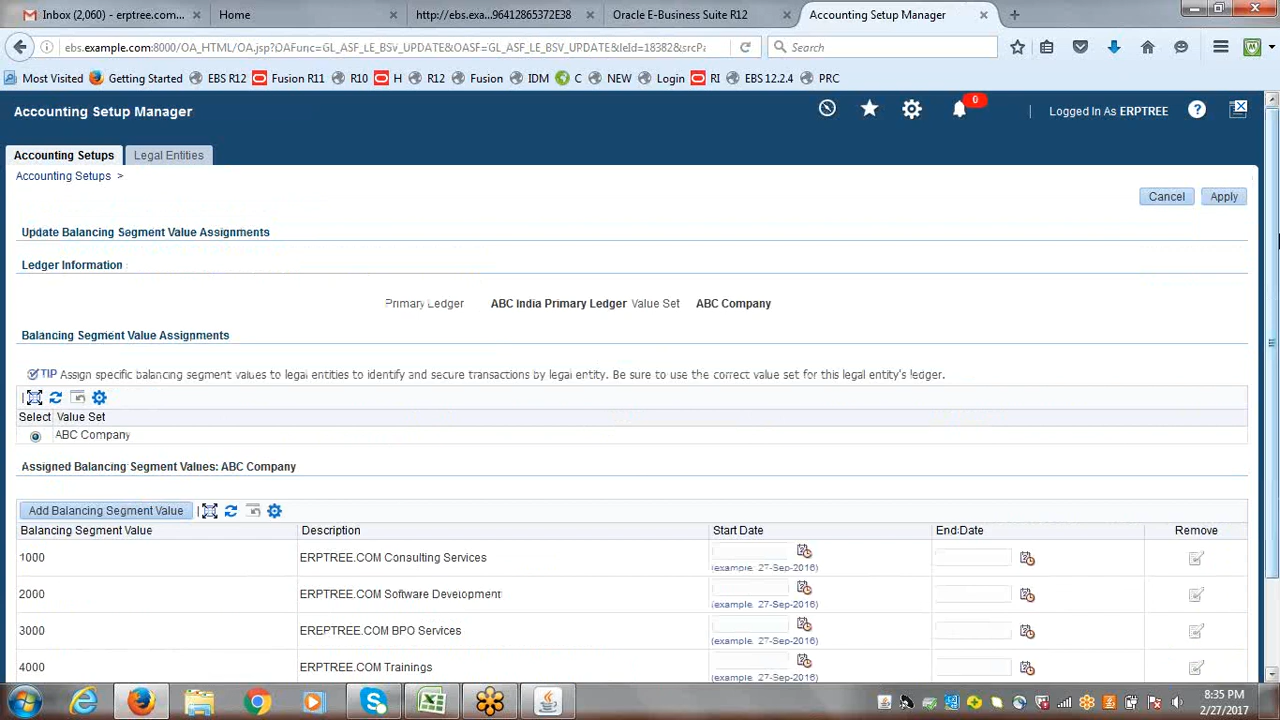 Inbox (2,060) - erptree.com...
Home
http://ebs.exa...96412865372E38
Oracle E-Business Suite R12
Accounting Setup Manager
ebs.example.com:8000/OA_HTML/OA.jsp?OAFunc=GL_ASF_LE_BSV_UPDATE&OASF=GL_ASF_LE_BSV_UPDATE&leId=18382&srcPa
Search
Most Visited Getting Started EBS R12 Fusion R11 R10 H R12 Fusion IDM C NEW Login RI EBS 12.2.4 PRC
Accounting Setup Manager
0
Logged In As ERPTREE
Accounting Setups Legal Entities
Accounting Setups >
Cancel Apply
Update Balancing Segment Value Assignments
Ledger Information
Primary Ledger ABC India Primary Ledger Value Set ABC Company
Balancing Segment Value Assignments
TIP Assign specific balancing segment values to legal entities to identify and secure transactions by legal entity. Be sure to use the correct value set for this legal entity's ledger.
Select Value Set
ABC Company
Assigned Balancing Segment Values: ABC Company
Add Balancing Segment Value
Balancing Segment Value Description Start Date End Date Remove
1000 ERPTREE.COM Consulting Services
(example: 27-Sep-2016)
2000 ERPTREE.COM Software Development
(example: 27-Sep-2016)
3000 EREPTREE.COM BPO Services
(example: 27-Sep-2016)
4000 ERPTREE.COM Trainings
(example: 27-Sep-2016)
8:35 PM
2/27/2017